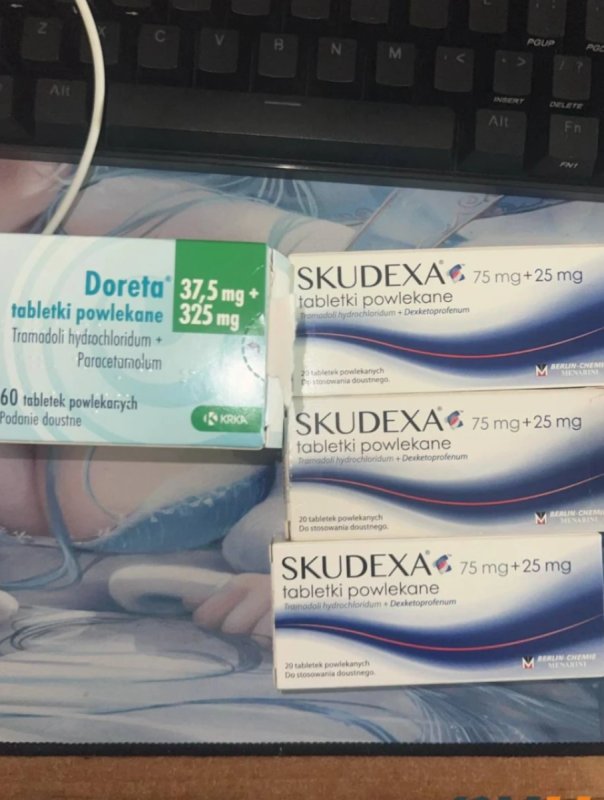 Z X C V B N M < > ? /
PGUP
INSERT DELETE
Alt Alt Fn
FN1
Doreta®
37,5 mg +
325 mg
tabletki powlekane
Tramadoli hydrochloridum +
Paracetamolum
60 tabletek powlekanych
Podanie doustne
KRKA
SKUDEXA® 75 mg + 25 mg
tabletki powlekane
Tramadoli hydrochloridum + Dexketoprofenum
20 tabletek powlekanych
Do stosowania doustnego.
BERLIN-CHEMIE
MENARINI
SKUDEXA® 75 mg + 25 mg
tabletki powlekane
Tramadoli hydrochloridum + Dexketoprofenum
20 tabletek powlekanych
Do stosowania doustnego.
BERLIN-CHEMIE
MENARINI
SKUDEXA® 75 mg + 25 mg
tabletki powlekane
Tramadoli hydrochloridum + Dexketoprofenum
20 tabletek powlekanych
Do stosowania doustnego.
BERLIN-CHEMIE
MENARINI